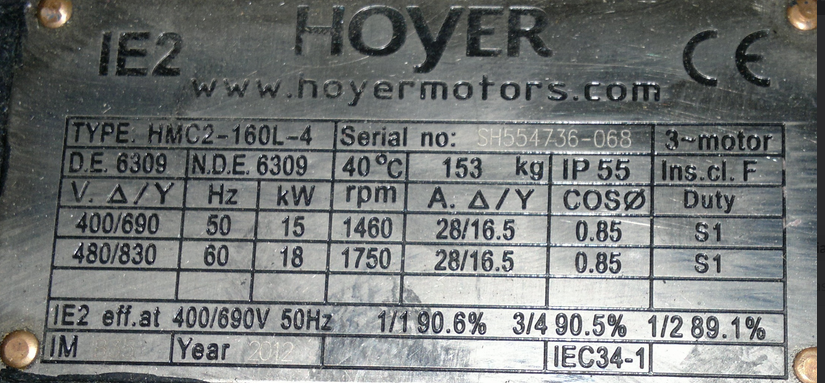 IE2 HOYER CE
www.hoyermotors.com
TYPE. HMC2-160L-4 Serial no: SH554736-068 3~motor
D.E. 6309 N.D.E. 6309 40°C 153 kg IP 55 Ins.cl. F
V. Δ/Y Hz kW rpm A. Δ/Y COSØ Duty
400/690 50 15 1460 28/16.5 0.85 S1
480/830 60 18 1750 28/16.5 0.85 S1
IE2 eff.at 400/690V 50Hz 1/1 90.6% 3/4 90.5% 1/2 89.1%
IM Year 2012 IEC34-1